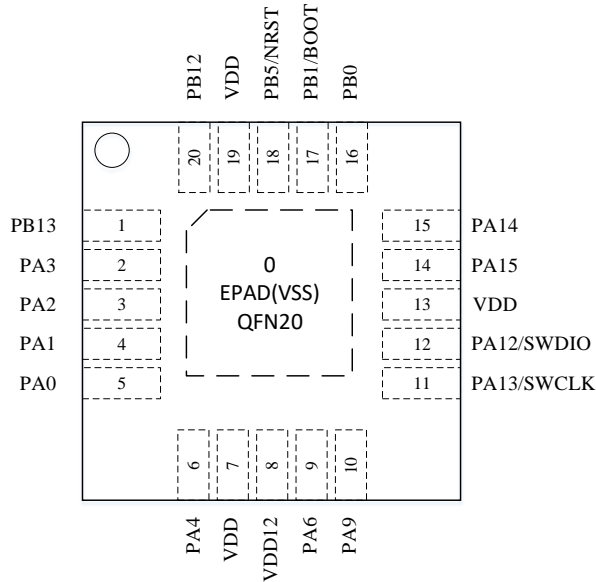 PB12
VDD
PB5/NRST
PB1/BOOT
PB0
20
19
18
17
16
PB13 1
PA3 2
PA2 3
PA1 4
PA0 5
0
EPAD(VSS)
QFN20
15 PA14
14 PA15
13 VDD
12 PA12/SWDIO
11 PA13/SWCLK
6
7
8
9
10
PA4
VDD
VDD12
PA6
PA9